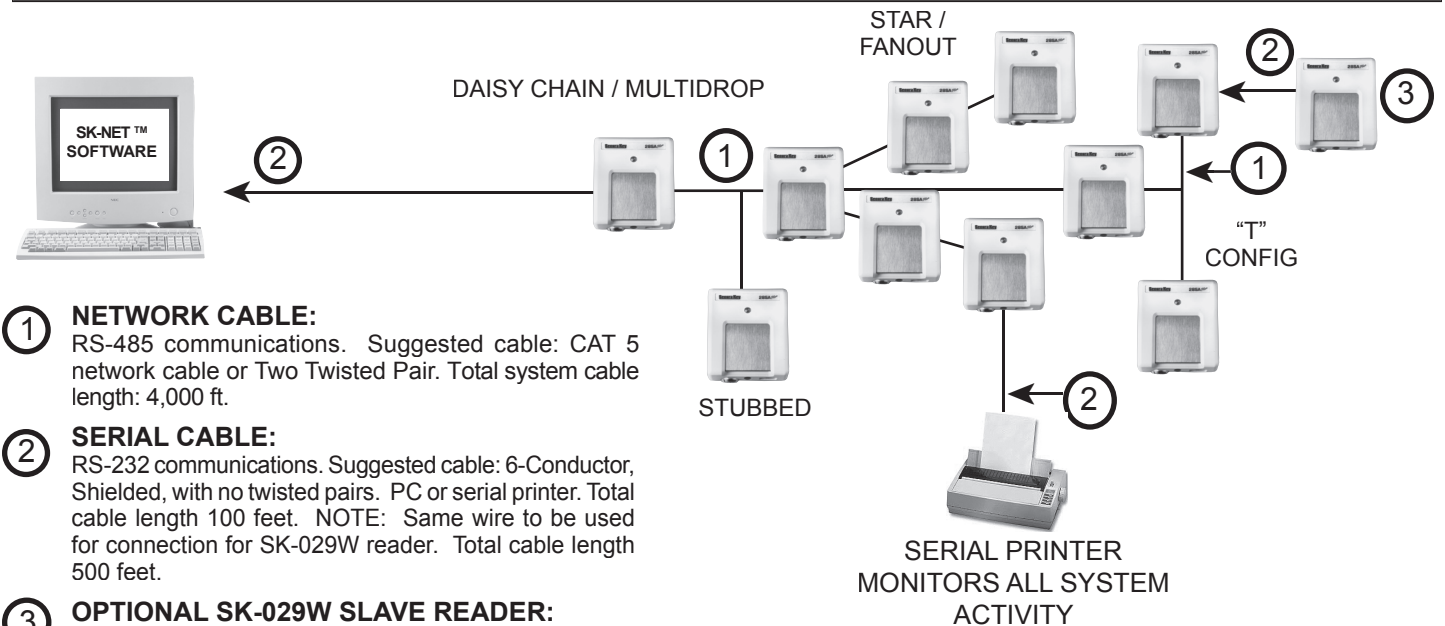 STAR /
FANOUT
DAISY CHAIN / MULTIDROP
SK-NET ™
SOFTWARE
2
1
2
3
1
"T"
CONFIG
STUBBED
2
SERIAL PRINTER
MONITORS ALL SYSTEM
ACTIVITY
1
NETWORK CABLE:
RS-485 communications. Suggested cable: CAT 5
network cable or Two Twisted Pair. Total system cable
length: 4,000 ft.
2
SERIAL CABLE:
RS-232 communications. Suggested cable: 6-Conductor,
Shielded, with no twisted pairs. PC or serial printer. Total
cable length 100 feet. NOTE: Same wire to be used
for connection for SK-029W reader. Total cable length
500 feet.
3
OPTIONAL SK-029W SLAVE READER: